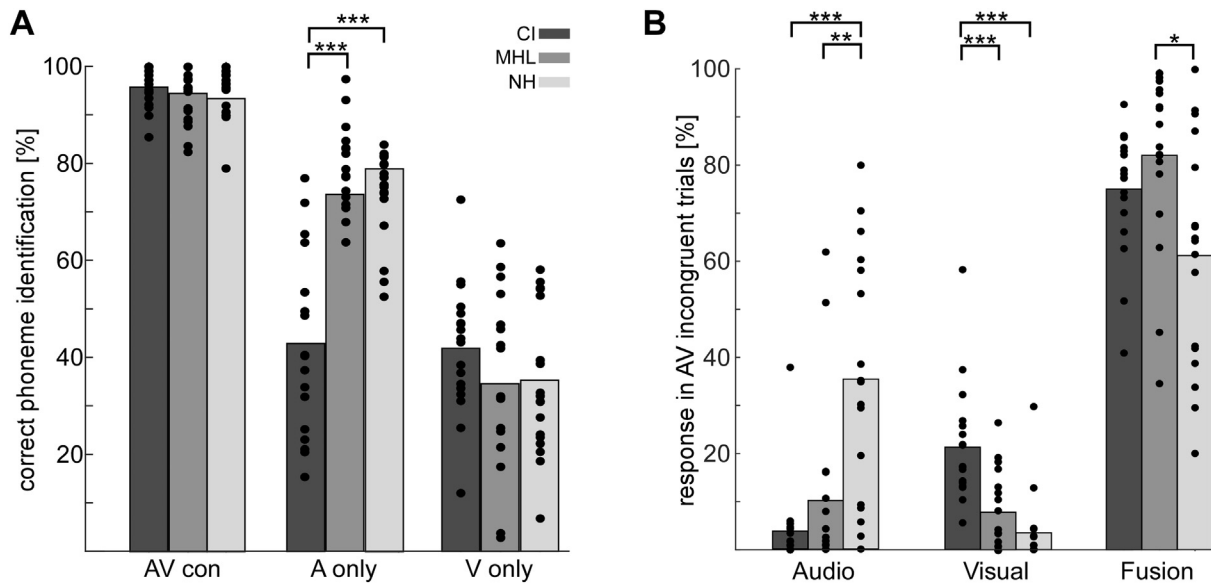 A
correct phoneme identification [%]
100
80
60
40
20
***
***
CI
MHL
NH
AV con
A only
V only
B
response in AV incongruent trials [%]
100
80
60
40
20
***
**
***
***
*
Audio
Visual
Fusion